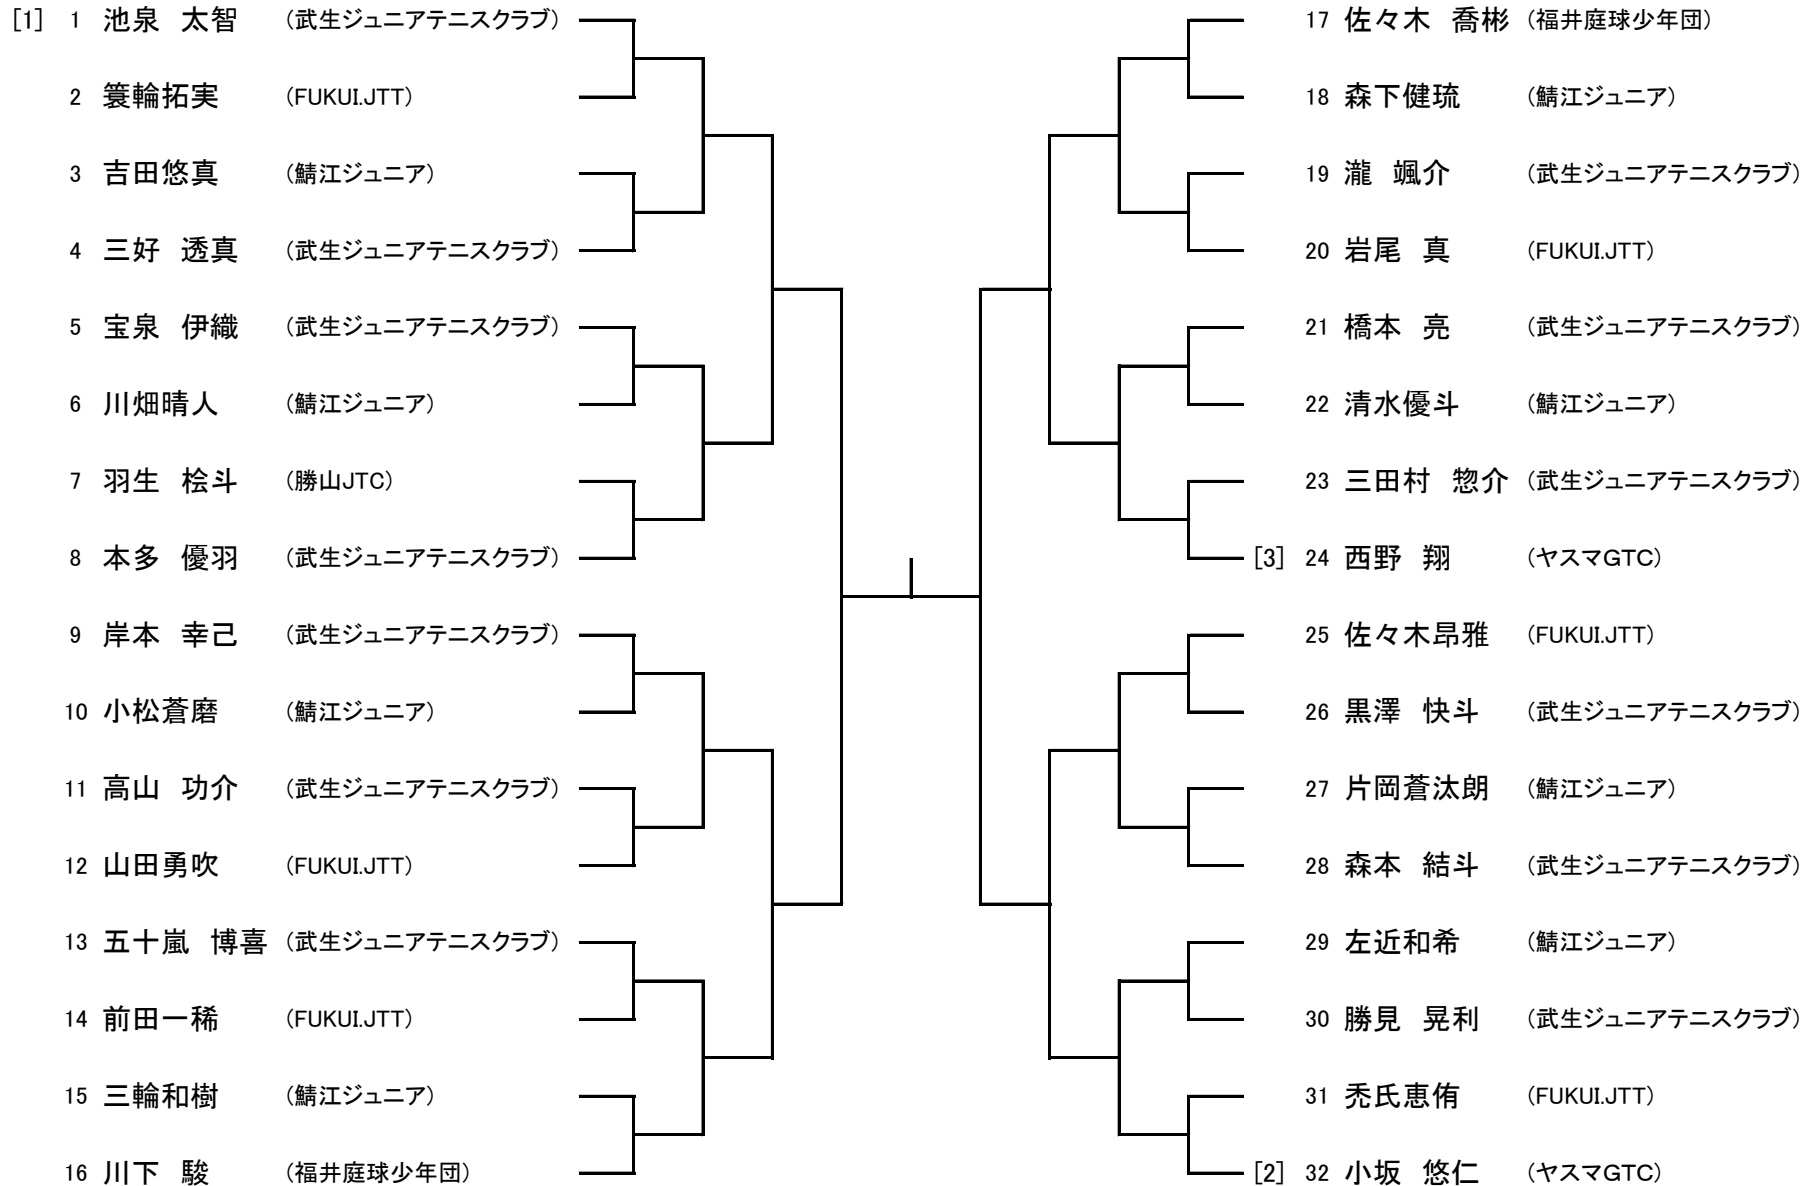 [1] 1 池泉 太智 (武生ジュニアテニスクラブ)
2 簑輪拓実 (FUKUI.JTT)
3 吉田悠真 (鯖江ジュニア)
4 三好 透真 (武生ジュニアテニスクラブ)
5 宝泉 伊織 (武生ジュニアテニスクラブ)
6 川畑晴人 (鯖江ジュニア)
7 羽生 桧斗 (勝山JTC)
8 本多 優羽 (武生ジュニアテニスクラブ)
9 岸本 幸己 (武生ジュニアテニスクラブ)
10 小松蒼磨 (鯖江ジュニア)
11 高山 功介 (武生ジュニアテニスクラブ)
12 山田勇吹 (FUKUI.JTT)
13 五十嵐 博喜 (武生ジュニアテニスクラブ)
14 前田一稀 (FUKUI.JTT)
15 三輪和樹 (鯖江ジュニア)
16 川下 駿 (福井庭球少年団)
17 佐々木 喬彬 (福井庭球少年団)
18 森下健琉 (鯖江ジュニア)
19 瀧 颯介 (武生ジュニアテニスクラブ)
20 岩尾 真 (FUKUI.JTT)
21 橋本 亮 (武生ジュニアテニスクラブ)
22 清水優斗 (鯖江ジュニア)
23 三田村 惣介 (武生ジュニアテニスクラブ)
[3] 24 西野 翔 (ヤスマGTC)
25 佐々木昂雅 (FUKUI.JTT)
26 黒澤 快斗 (武生ジュニアテニスクラブ)
27 片岡蒼汰朗 (鯖江ジュニア)
28 森本 結斗 (武生ジュニアテニスクラブ)
29 左近和希 (鯖江ジュニア)
30 勝見 晃利 (武生ジュニアテニスクラブ)
31 禿氏恵侑 (FUKUI.JTT)
[2] 32 小坂 悠仁 (ヤスマGTC)